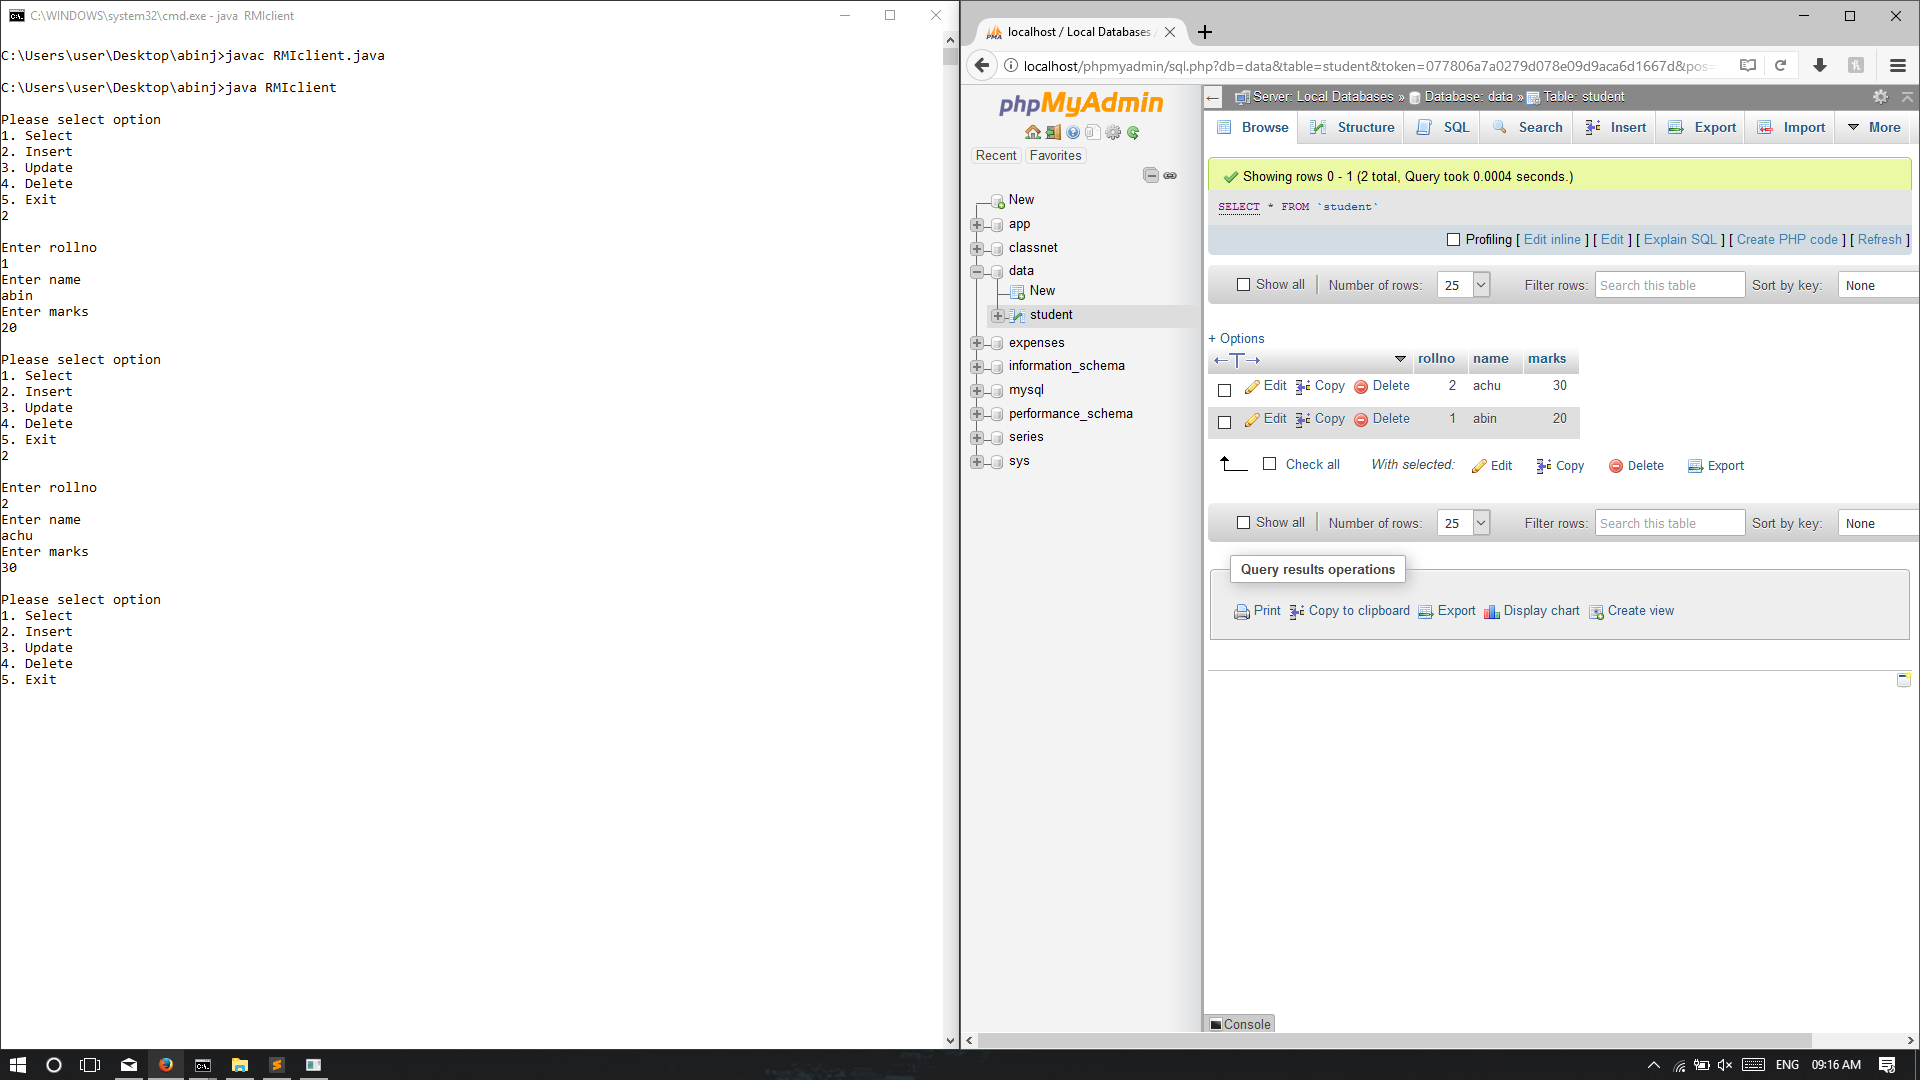 C:\WINDOWS\system32\cmd.exe - java  RMIclient
C:\Users\user\Desktop\abinj>javac RMIclient.java
C:\Users\user\Desktop\abinj>java RMIclient
Please select option
1. Select
2. Insert
3. Update
4. Delete
5. Exit
2
Enter rollno
1
Enter name
abin
Enter marks
20
Please select option
1. Select
2. Insert
3. Update
4. Delete
5. Exit
2
Enter rollno
2
Enter name
achu
Enter marks
30
Please select option
1. Select
2. Insert
3. Update
4. Delete
5. Exit
localhost / Local Databases
localhost/phpmyadmin/sql.php?db=data&table=student&token=077806a7a0279d078e09d9aca6d1667d&pos=
phpMyAdmin
Recent Favorites
New
app
classnet
data
New
student
expenses
information_schema
mysql
performance_schema
series
sys
Server: Local Databases » Database: data » Table: student
Browse Structure SQL Search Insert Export Import More
Showing rows 0 - 1 (2 total, Query took 0.0004 seconds.)
SELECT * FROM `student`
Profiling [ Edit inline ] [ Edit ] [ Explain SQL ] [ Create PHP code ] [ Refresh ]
Show all Number of rows: 25 Filter rows: Search this table Sort by key: None
+ Options
rollno name marks
Edit Copy Delete 2 achu 30
Edit Copy Delete 1 abin 20
Check all With selected: Edit Copy Delete Export
Show all Number of rows: 25 Filter rows: Search this table Sort by key: None
Query results operations
Print Copy to clipboard Export Display chart Create view
Console
ENG 09:16 AM